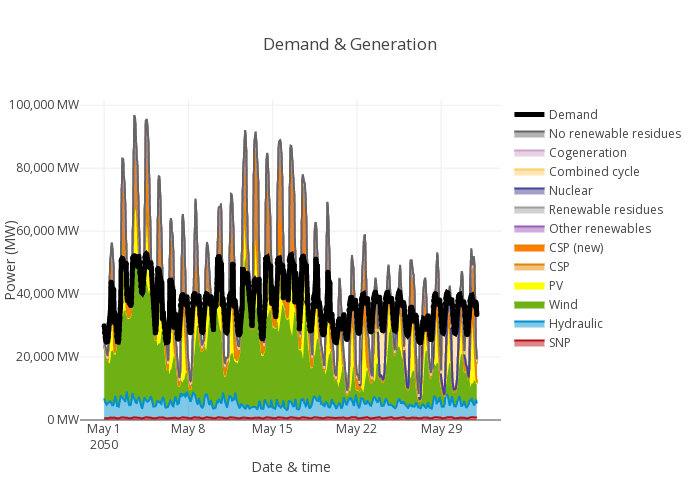 Demand & Generation
100,000 MW
80,000 MW
60,000 MW
40,000 MW
20,000 MW
0 MW
Power (MW)
May 1
2050
May 8
May 15
May 22
May 29
Date & time
Demand
No renewable residues
Cogeneration
Combined cycle
Nuclear
Renewable residues
Other renewables
CSP (new)
CSP
PV
Wind
Hydraulic
SNP